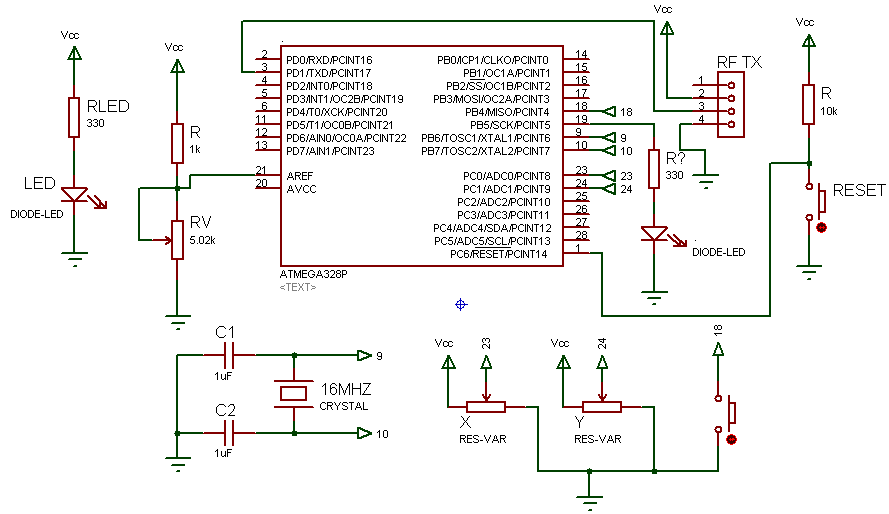 Vcc
RLED
330
LED
DIODE-LED
Vcc
R
1k
RV
5.02k
2 PD0/RXD/PCINT16
3 PD1/TXD/PCINT17
4 PD2/INT0/PCINT18
5 PD3/INT1/OC2B/PCINT19
6 PD4/T0/XCK/PCINT20
11 PD5/T1/OC0B/PCINT21
12 PD6/AIN0/OC0A/PCINT22
13 PD7/AIN1/PCINT23
21 AREF
20 AVCC
PB0/ICP1/CLKO/PCINT0 14
PB1/OC1A/PCINT1 15
PB2/SS/OC1B/PCINT2 16
PB3/MOSI/OC2A/PCINT3 17
PB4/MISO/PCINT4 18 18
PB5/SCK/PCINT5 19
PB6/TOSC1/XTAL1/PCINT6 9 9
PB7/TOSC2/XTAL2/PCINT7 10 10
PC0/ADC0/PCINT8 23 23
PC1/ADC1/PCINT9 24 24
PC2/ADC2/PCINT10 25
PC3/ADC3/PCINT11 26
PC4/ADC4/SDA/PCINT12 27
PC5/ADC5/SCL/PCINT13 28
PC6/RESET/PCINT14 1
ATMEGA328P
<TEXT>
R?
330
DIODE-LED
Vcc
RF TX
1
2
3
4
Vcc
R
10k
RESET
C1
1uF
9
16MHZ
CRYSTAL
C2
1uF
10
Vcc
23
X
RES-VAR
Vcc
24
Y
RES-VAR
18